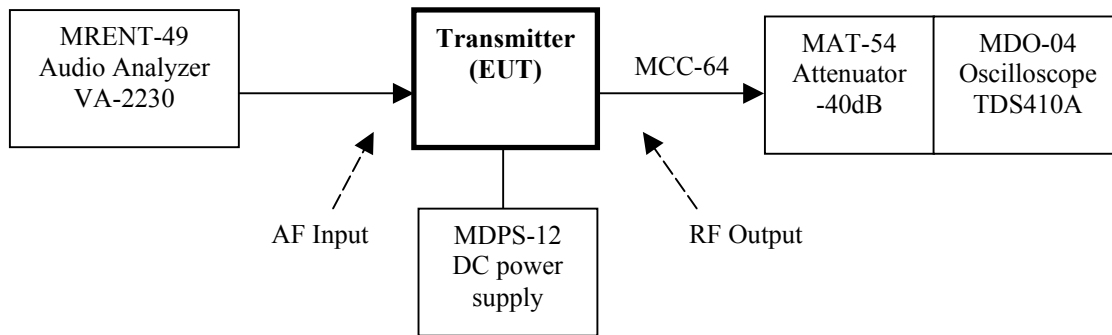 MRENT-49
Audio Analyzer
VA-2230
Transmitter
(EUT)
MCC-64
MAT-54
Attenuator
-40dB
MDO-04
Oscilloscope
TDS410A
AF Input
MDPS-12
DC power
supply
RF Output